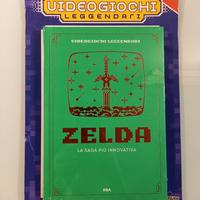 VIDEOGIOCHI
LEGGENDARI
VIDEOGIOCHI LEGGENDARI
ZELDA
LA SAGA PIÙ INNOVATIVA
RBA